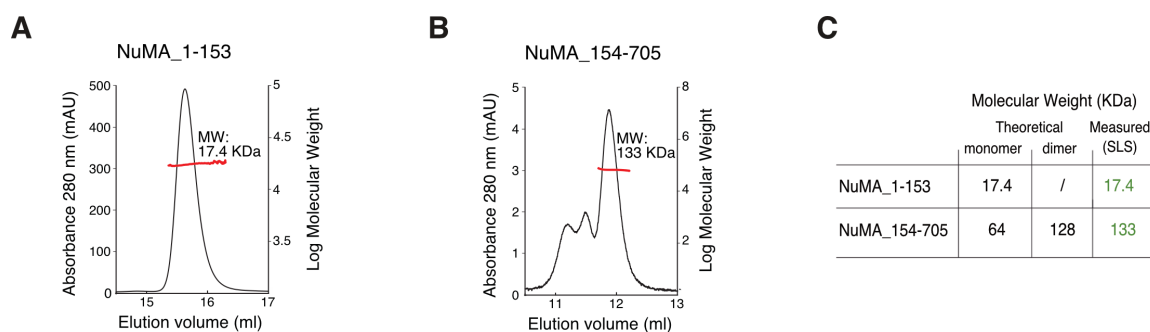 A
NuMA_1-153
Absorbance 280 nm (mAU)
500
400
300
200
100
0
MW:
17.4 KDa
5
4.5
4
3.5
Log Molecular Weight
15
16
17
Elution volume (ml)
B
NuMA_154-705
Absorbance 280 nm (mAU)
5
4
3
2
1
0
MW:
133 KDa
8
6
4
2
Log Molecular Weight
11
12
13
Elution volume (ml)
C
Molecular Weight (KDa)
Theoretical Measured
monomer dimer (SLS)
NuMA_1-153 17.4 / 17.4
NuMA_154-705 64 128 133